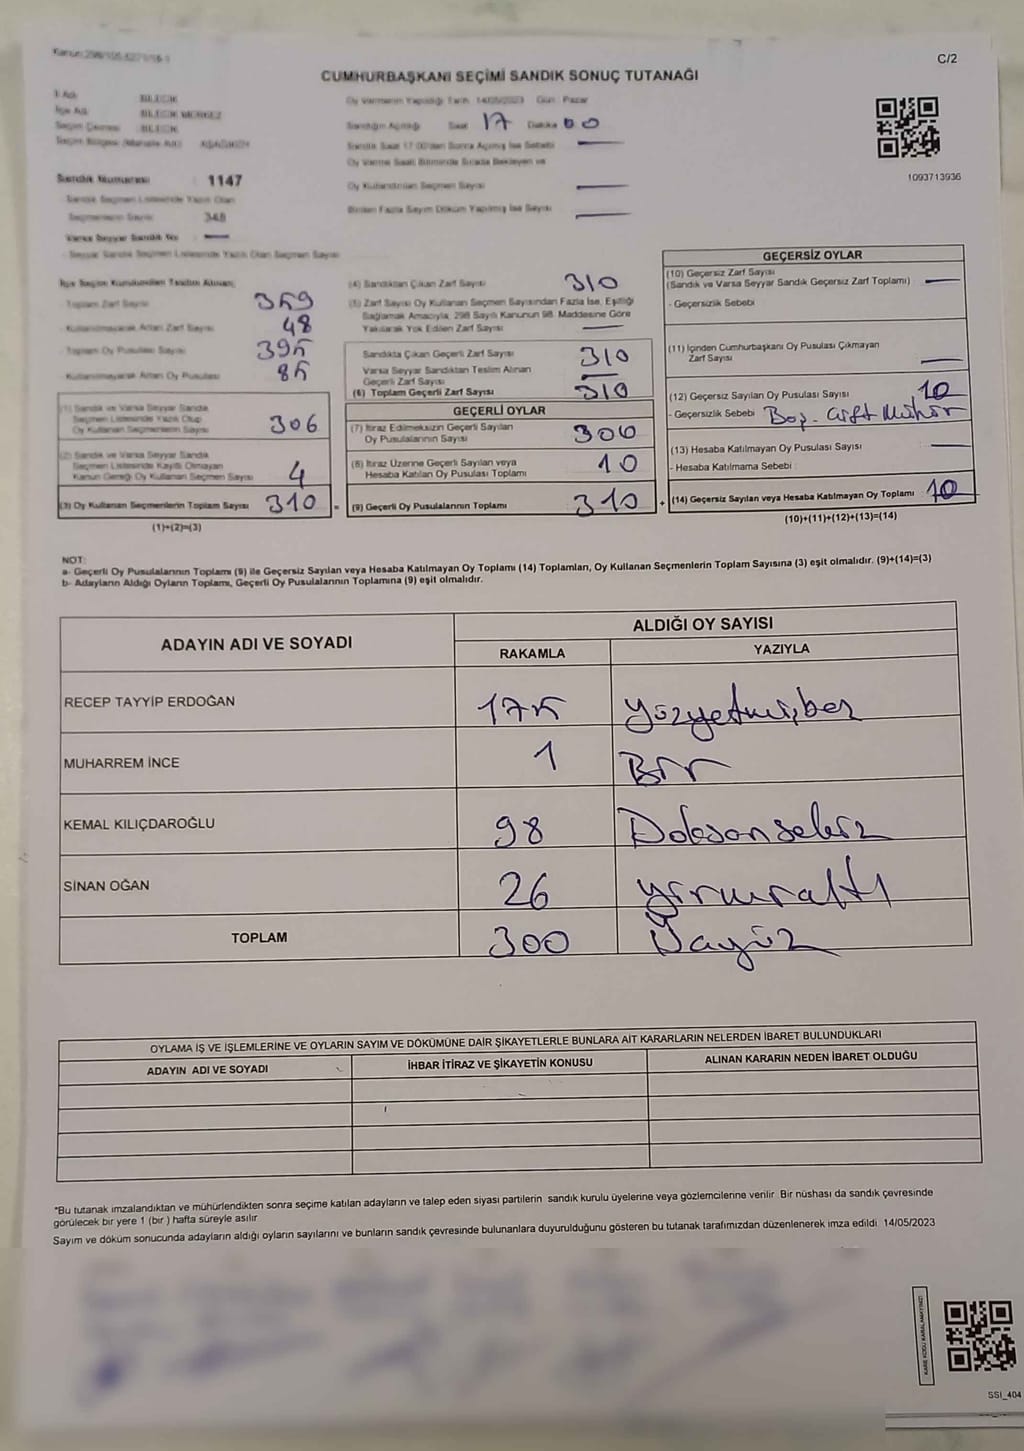 C/2
CUMHURBAŞKANI SEÇİMİ SANDIK SONUÇ TUTANAĞI
İl Adı BİLECİK
İlçe Adı BİLECİK MERKEZ
Seçim Çevresi BİLECİK
Oy Vermenin Yapıldığı Tarih 14/05/2023 Gün Pazar
Sandığın Açıldığı Saat 17 Dakika 00
Sandık Saat 17:00'den Sonra Açılmış İse Sebebi
Oy Verme Saati Bitiminde Sırada Bekleyen ve
Oy Kullandırılan Seçmen Sayısı
Birden Fazla Sayım Döküm Yapılmış İse Sayısı
1093713936
Sandık Numarası 1147
Sandık Seçmen Listesinde Yazılı Olan
Seçmenlerin Sayısı 348
Varsa Seyyar Sandık No
Seyyar Sandık Seçmen Listesinde Yazılı Olan Seçmen Sayısı
İlçe Seçim Kurulundan Teslim Alınan;
Toplam Zarf Sayısı 359
Kullanılmayarak Artan Zarf Sayısı 48
Toplam Oy Pusulası Sayısı 395
Kullanılmayarak Artan Oy Pusulası 85
(1) Sandık ve Varsa Seyyar Sandık
Seçmen Listesinde Yazılı Olup
Oy Kullanan Seçmenlerin Sayısı 306
(2) Sandık ve Varsa Seyyar Sandık
Seçmen Listesinde Kayıtlı Olmayan
Kanun Gereği Oy Kullanan Seçmen Sayısı 4
(3) Oy Kullanan Seçmenlerin Toplam Sayısı 310 =
(1)+(2)=(3)
(4) Sandıktan Çıkan Zarf Sayısı 310
(5) Zarf Sayısı Oy Kullanan Seçmen Sayısından Fazla İse, Eşitliği
Sağlamak Amacıyla, 298 Sayılı Kanunun 98. Maddesine Göre
Yakılarak Yok Edilen Zarf Sayısı
Sandıkta Çıkan Geçerli Zarf Sayısı 310
Varsa Seyyar Sandıktan Teslim Alınan
Geçerli Zarf Sayısı
(6) Toplam Geçerli Zarf Sayısı 310
GEÇERLİ OYLAR
(7) İtiraz Edilmeksizin Geçerli Sayılan
Oy Pusulalarının Sayısı 300
(8) İtiraz Üzerine Geçerli Sayılan veya
Hesaba Katılan Oy Pusulası Toplamı 10
(9) Geçerli Oy Pusulalarının Toplamı 310 +
GEÇERSİZ OYLAR
(10) Geçersiz Zarf Sayısı
(Sandık ve Varsa Seyyar Sandık Geçersiz Zarf Toplamı)
- Geçersizlik Sebebi
(11) İçinden Cumhurbaşkanı Oy Pusulası Çıkmayan
Zarf Sayısı
(12) Geçersiz Sayılan Oy Pusulası Sayısı 10
- Geçersizlik Sebebi Boş - Çift Mühür
(13) Hesaba Katılmayan Oy Pusulası Sayısı
- Hesaba Katılmama Sebebi
(14) Geçersiz Sayılan veya Hesaba Katılmayan Oy Toplamı 10
(10)+(11)+(12)+(13)=(14)
NOT:
a- Geçerli Oy Pusulalarının Toplamı (9) ile Geçersiz Sayılan veya Hesaba Katılmayan Oy Toplamı (14) Toplamları, Oy Kullanan Seçmenlerin Toplam Sayısına (3) eşit olmalıdır. (9)+(14)=(3)
b- Adayların Aldığı Oyların Toplamı, Geçerli Oy Pusulalarının Toplamına (9) eşit olmalıdır.
ADAYIN ADI VE SOYADI
ALDIĞI OY SAYISI
RAKAMLA YAZIYLA
RECEP TAYYİP ERDOĞAN 175 yüzyetmişbeş
MUHARREM İNCE 1 Bir
KEMAL KILIÇDAROĞLU 98 Doksansekiz
SİNAN OĞAN 26 yirmialtı
TOPLAM 300 Üçyüz
OYLAMA İŞ VE İŞLEMLERİNE VE OYLARIN SAYIM VE DÖKÜMÜNE DAİR ŞİKAYETLERLE BUNLARA AİT KARARLARIN NELERDEN İBARET BULUNDUKLARI
ADAYIN ADI VE SOYADI İHBAR İTİRAZ VE ŞİKAYETİN KONUSU ALINAN KARARIN NEDEN İBARET OLDUĞU
*Bu tutanak imzalandıktan ve mühürlendikten sonra seçime katılan adayların ve talep eden siyasi partilerin sandık kurulu üyelerine veya gözlemcilerine verilir. Bir nüshası da sandık çevresinde
görülecek bir yere 1 (bir) hafta süreyle asılır
Sayım ve döküm sonucunda adayların aldığı oyların sayılarını ve bunların sandık çevresinde bulunanlara duyurulduğunu gösteren bu tutanak tarafımızdan düzenlenerek imza edildi. 14/05/2023
KARE KODU KARALAMAYINIZ!
SSI_404